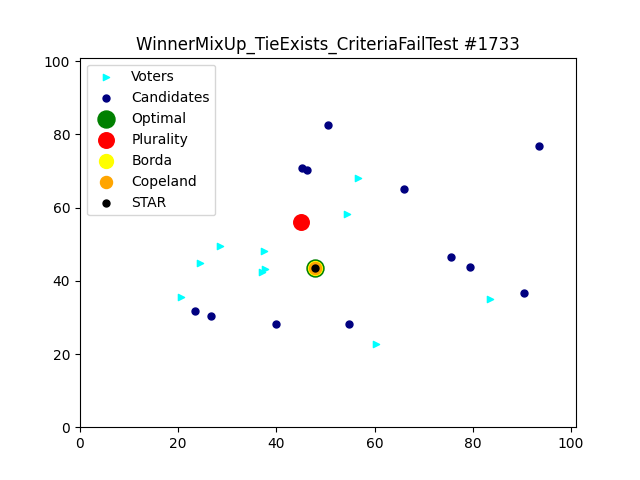 WinnerMixUp_TieExists_CriteriaFailTest #1733
Voters
Candidates
Optimal
Plurality
Borda
Copeland
STAR
100
80
60
40
20
0
0 20 40 60 80 100